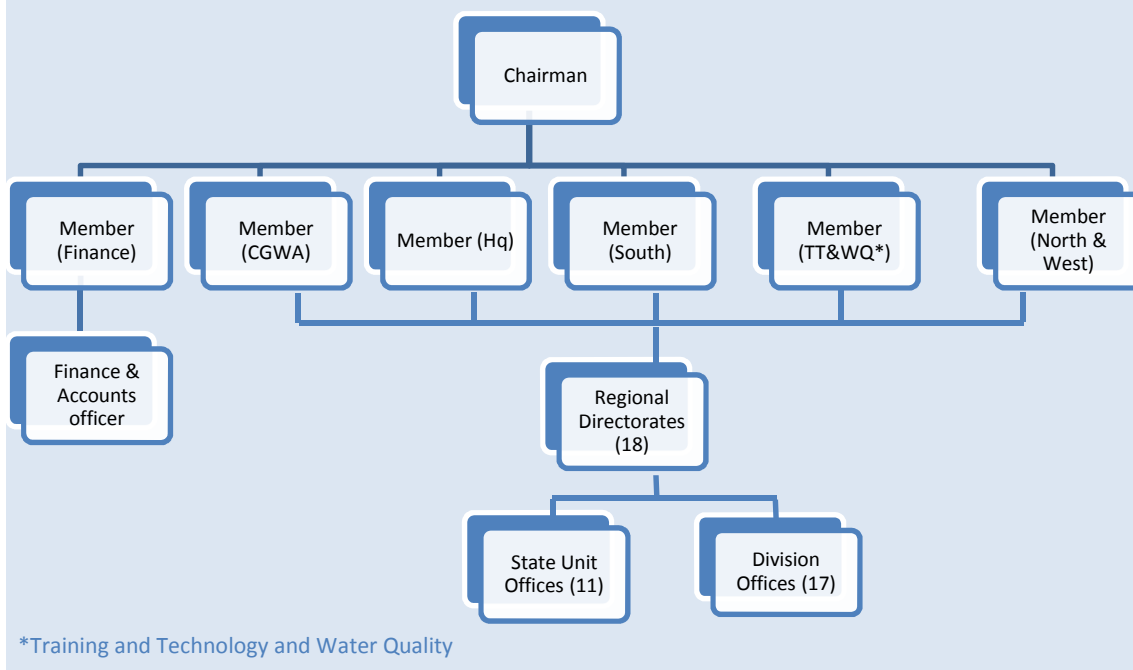 Chairman
Member
(Finance)
Member
(CGWA)
Member (Hq)
Member
(South)
Member
(TT&WQ*)
Member
(North &
West)
Finance &
Accounts
officer
Regional
Directorates
(18)
State Unit
Offices (11)
Division
Offices (17)
*Training and Technology and Water Quality